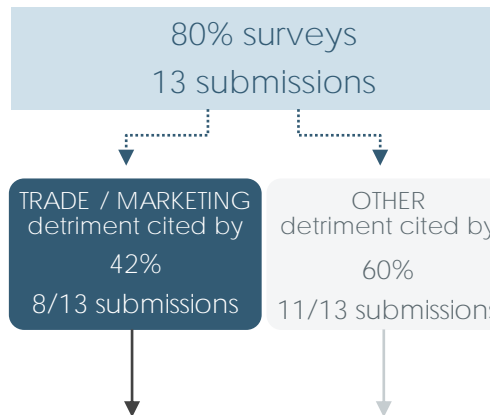 80% surveys
13 submissions
TRADE / MARKETING
detriment cited by
42%
8/13 submissions
OTHER
detriment cited by
60%
11/13 submissions